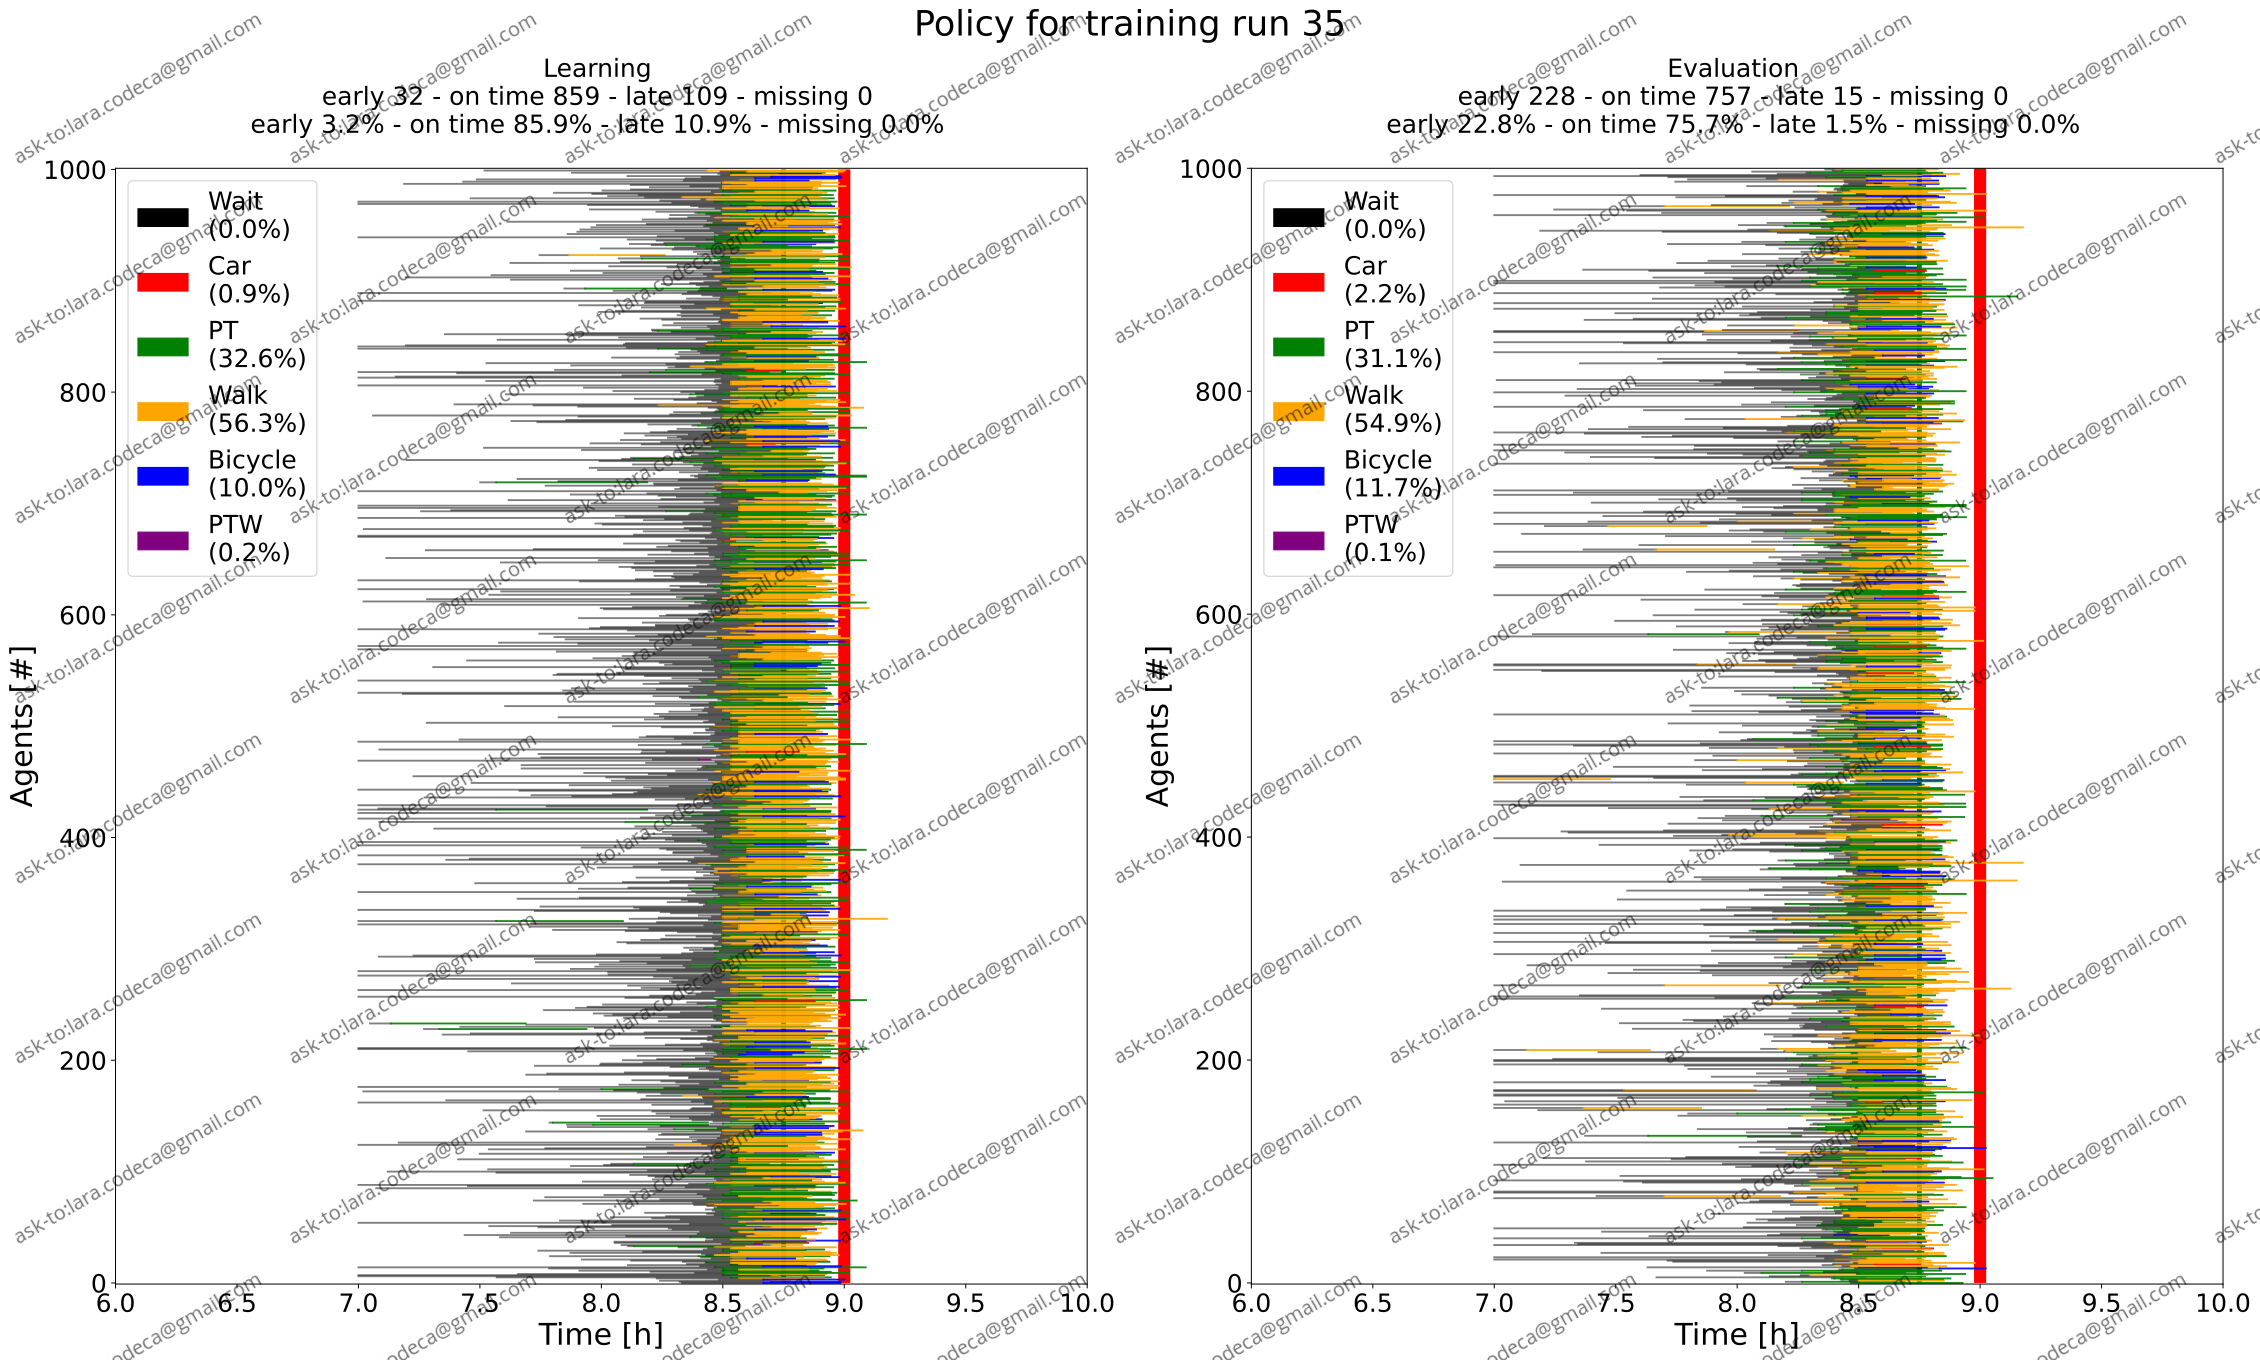 Policy for training run 35
Learning
early 32 - on time 859 - late 109 - missing 0
early 3.2% - on time 85.9% - late 10.9% - missing 0.0%
1000
800
600
400
200
0
Agents [#]
Wait
(0.0%)
Car
(0.9%)
PT
(32.6%)
Walk
(56.3%)
Bicycle
(10.0%)
PTW
(0.2%)
6.0 6.5 7.0 7.5 8.0 8.5 9.0 9.5 10.0
Time [h]
Evaluation
early 228 - on time 757 - late 15 - missing 0
early 22.8% - on time 75.7% - late 1.5% - missing 0.0%
1000
800
600
400
200
0
Agents [#]
Wait
(0.0%)
Car
(2.2%)
PT
(31.1%)
Walk
(54.9%)
Bicycle
(11.7%)
PTW
(0.1%)
6.0 6.5 7.0 7.5 8.0 8.5 9.0 9.5 10.0
Time [h]
ask-to:lara.codeca@gmail.com